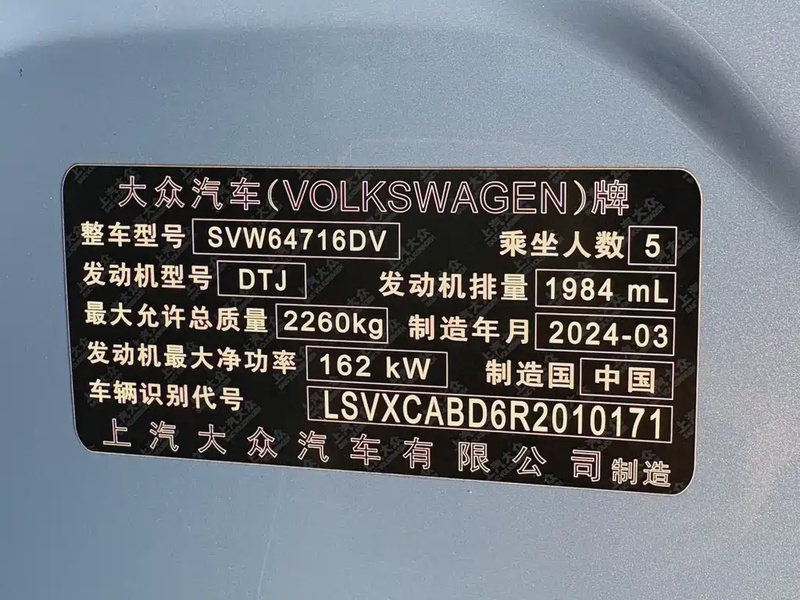 大众汽车(VOLKSWAGEN)牌
整车型号 SVW64716DV 乘坐人数 5
发动机型号 DTJ 发动机排量 1984 mL
最大允许总质量 2260kg 制造年月 2024-03
发动机最大净功率 162 kW 制造国 中国
车辆识别代号 LSVXCABD6R2010171
上汽大众汽车有限公司制造